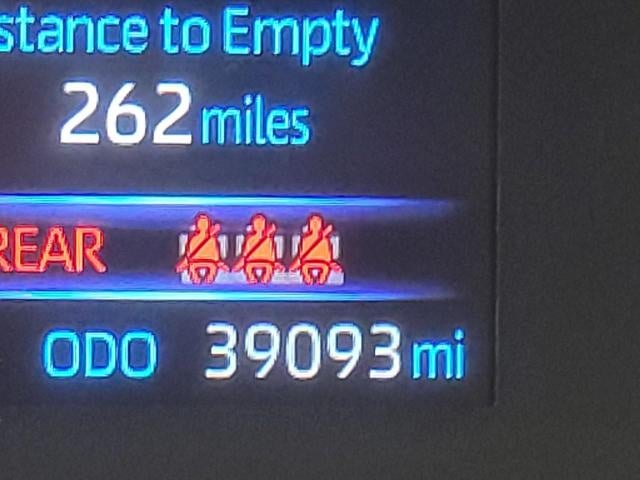 stance to Empty
262 miles
REAR
ODO 39093 mi